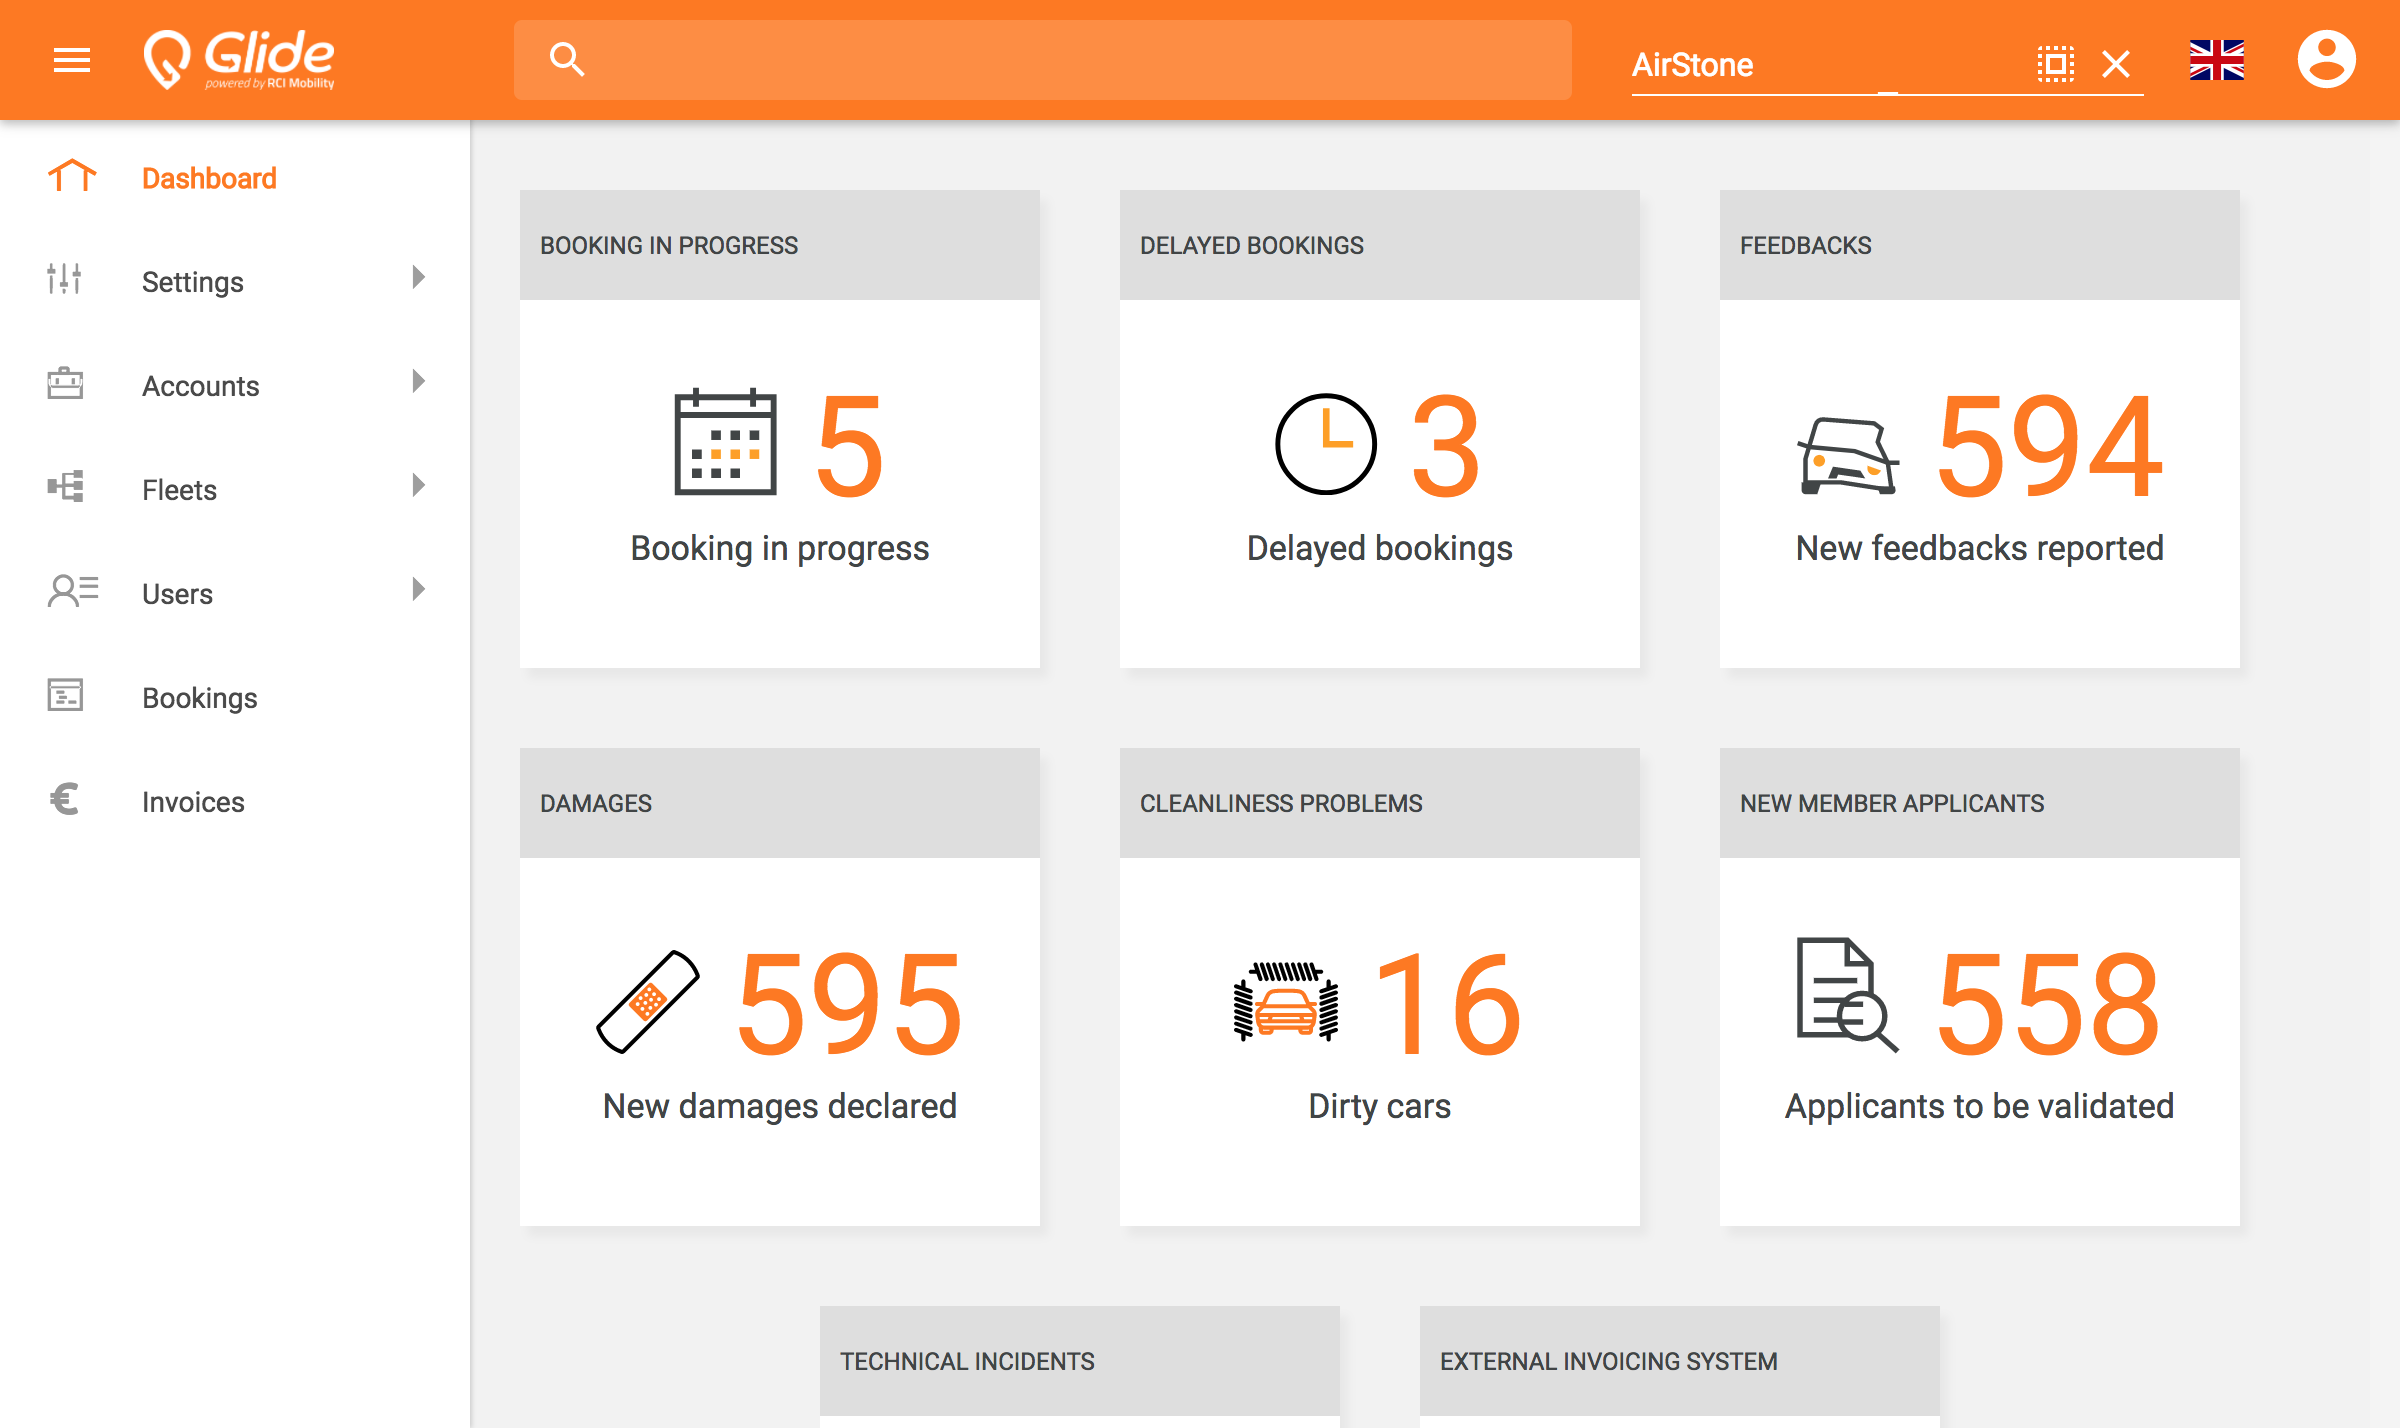 Glide
powered by RCI Mobility
AirStone
Dashboard
Settings
Accounts
Fleets
Users
Bookings
Invoices
BOOKING IN PROGRESS
5
Booking in progress
DELAYED BOOKINGS
3
Delayed bookings
FEEDBACKS
594
New feedbacks reported
DAMAGES
595
New damages declared
CLEANLINESS PROBLEMS
16
Dirty cars
NEW MEMBER APPLICANTS
558
Applicants to be validated
TECHNICAL INCIDENTS
EXTERNAL INVOICING SYSTEM